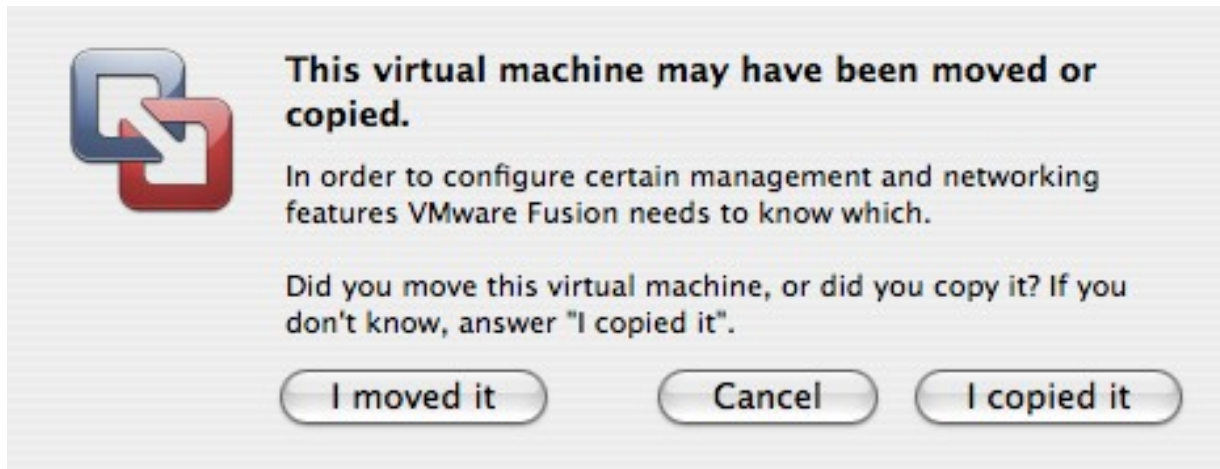 This virtual machine may have been moved or
copied.
In order to configure certain management and networking
features VMware Fusion needs to know which.
Did you move this virtual machine, or did you copy it? If you
don't know, answer "I copied it".
I moved it
Cancel
I copied it